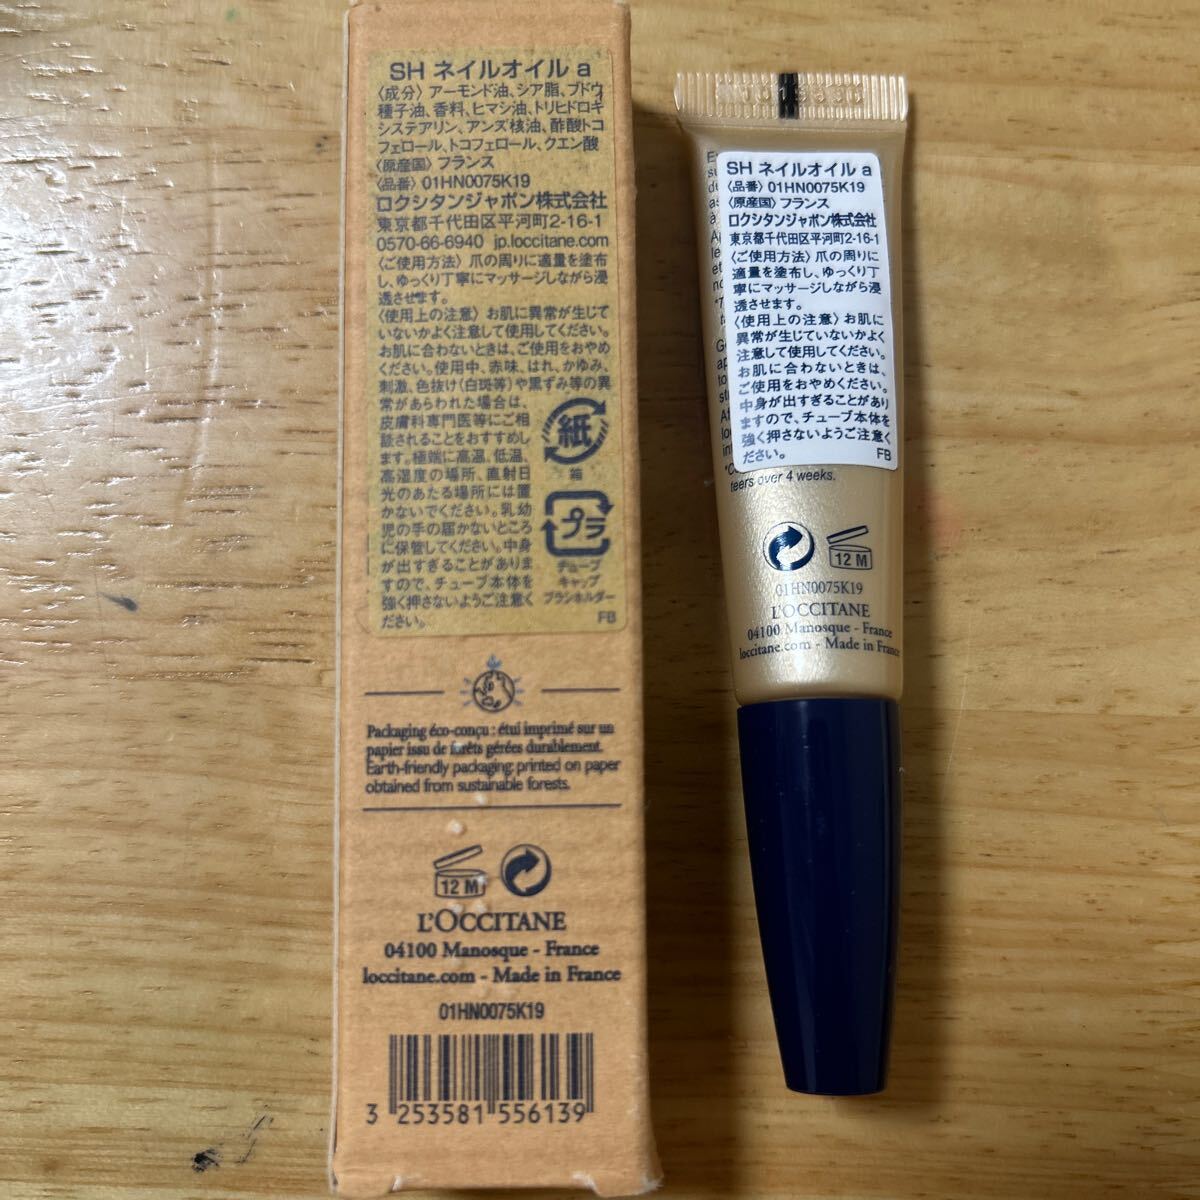 SH ネイルオイル a
〈成分〉アーモンド油、シア脂、ブドウ
種子油、香料、ヒマシ油、トリヒドロキ
システアリン、アンズ核油、酢酸トコ
フェロール、トコフェロール、クエン酸
〈原産国〉フランス
〈品番〉01HN0075K19
ロクシタンジャポン株式会社
東京都千代田区平河町2-16-1
0570-66-6940 jp.loccitane.com
〈ご使用方法〉爪の周りに適量を塗布
し、ゆっくり丁寧にマッサージしながら浸
透させます。
〈使用上の注意〉お肌に異常が生じて
いないかよく注意して使用してください。
お肌に合わないときは、ご使用をおやめ
ください。使用中、赤味、はれ、かゆみ、
刺激、色抜け(白斑等)や黒ずみ等の異
常があらわれた場合は、
皮膚科専門医等にご相
談されることをおすすめし
ます。極端に高温、低温、
高湿度の場所、直射日
光のあたる場所には置
かないでください。乳幼
児の手の届かないところ
に保管してください。中身
が出すぎることがありま
すので、チューブ本体を
強く押さないようご注意く
ださい。
紙
箱
プラ
チューブ
キャップ
ブラシホルダー
FB
Packaging éco-conçu : étui imprimé sur un
papier issu de forêts gérées durablement.
Earth-friendly packaging: printed on paper
obtained from sustainable forests.
12 M
L'OCCITANE
04100 Manosque - France
loccitane.com - Made in France
01HN0075K19
3 253581 556139
SH ネイルオイル a
〈品番〉01HN0075K19
〈原産国〉フランス
ロクシタンジャポン株式会社
東京都千代田区平河町2-16-1
〈ご使用方法〉爪の周りに
適量を塗布し、ゆっくり丁
寧にマッサージしながら浸
透させます。
〈使用上の注意〉お肌に
異常が生じていないかよく
注意して使用してください。
お肌に合わないときは、
ご使用をおやめください。
中身が出すぎることがあり
ますので、チューブ本体を
強く押さないようご注意く
ださい。
FB
teers over 4 weeks.
12 M
01HN0075K19
L'OCCITANE
04100 Manosque - France
loccitane.com - Made in France